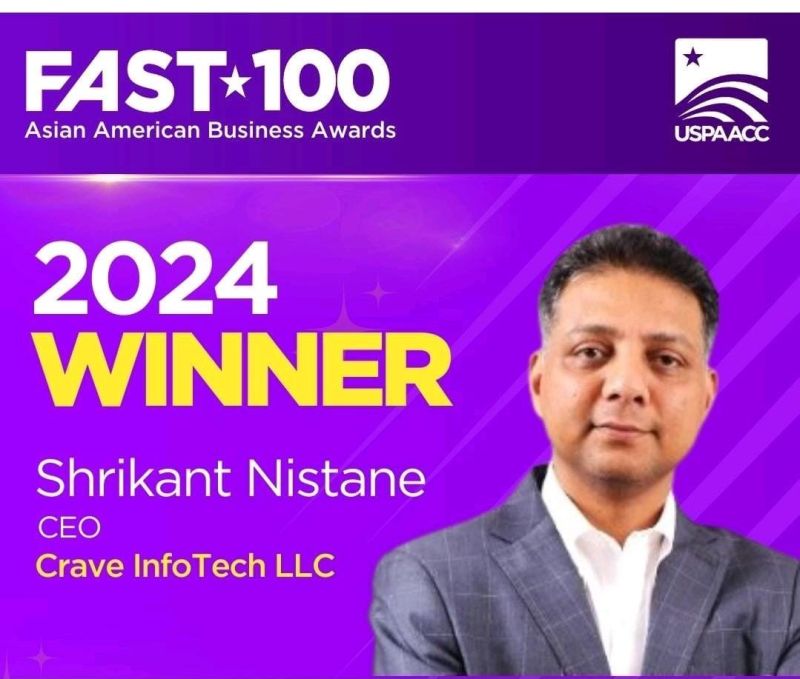 FAST★100
Asian American Business Awards
USPAACC
2024
WINNER
Shrikant Nistane
CEO
Crave InfoTech LLC